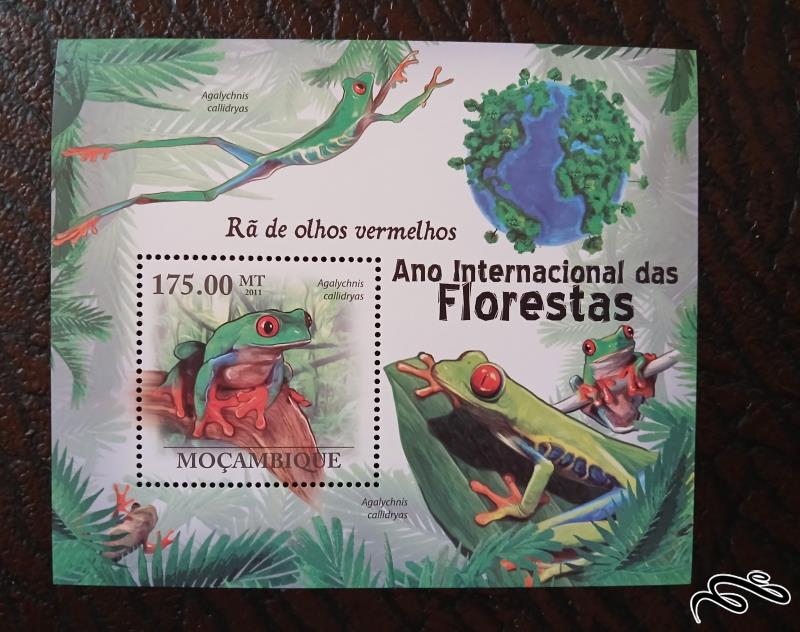 Agalychnis
callidryas
Rã de olhos vermelhos
Ano Internacional das
Florestas
175.00 MT
2011
Agalychnis
callidryas
MOÇAMBIQUE
Agalychnis
callidryas